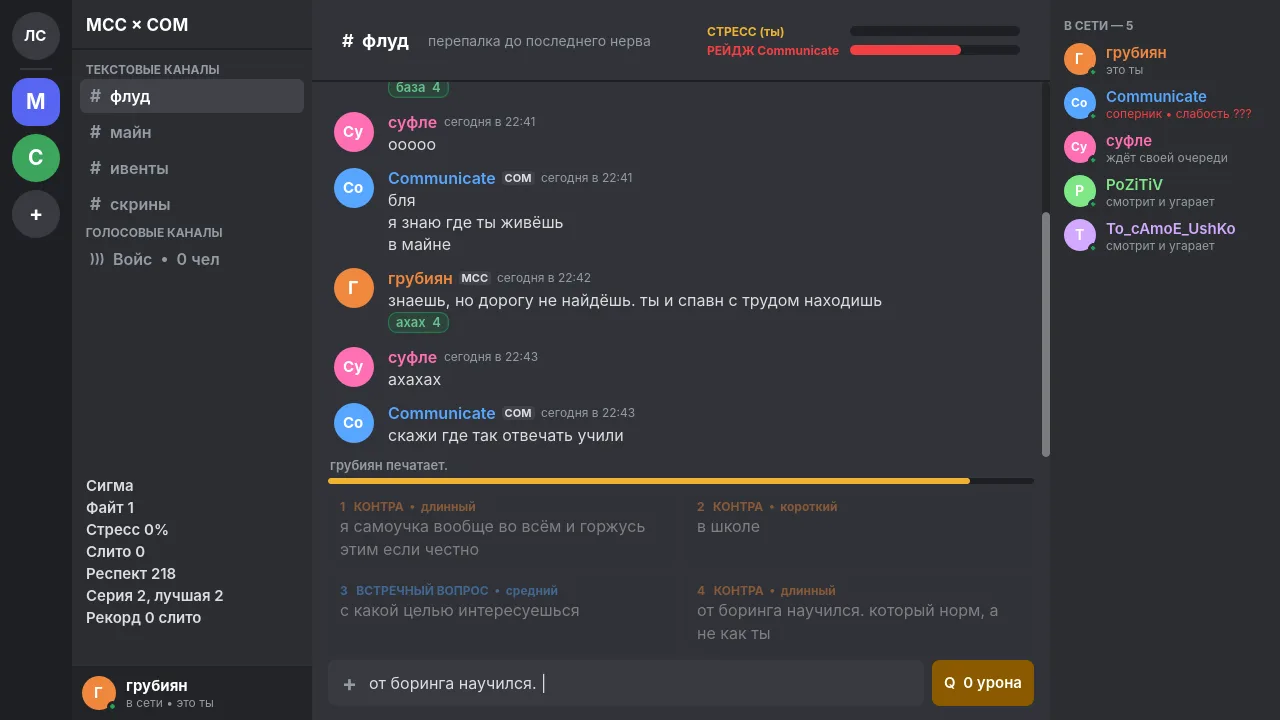 ЛС
M
C
+
МСС × COM
ТЕКСТОВЫЕ КАНАЛЫ
# флуд
# майн
# ивенты
# скрины
ГОЛОСОВЫЕ КАНАЛЫ
))) Войс • 0 чел
Сигма
Файт 1
Стресс 0%
Слито 0
Респект 218
Серия 2, лучшая 2
Рекорд 0 слито
Г
грубиян
в сети • это ты
# флуд перепалка до последнего нерва
СТРЕСС (ты)
РЕЙДЖ Communicate
база 4
Су
суфле сегодня в 22:41
ооооо
Co
Communicate COM сегодня в 22:41
бля
я знаю где ты живёшь
в майне
Г
грубиян МСС сегодня в 22:42
знаешь, но дорогу не найдёшь. ты и спавн с трудом находишь
ахах 4
Су
суфле сегодня в 22:43
ахахах
Co
Communicate COM сегодня в 22:43
скажи где так отвечать учили
грубиян печатает.
1 КОНТРА • длинный
я самоучка вообще во всём и горжусь
этим если честно
2 КОНТРА • короткий
в школе
3 ВСТРЕЧНЫЙ ВОПРОС • средний
с какой целью интересуешься
4 КОНТРА • длинный
от боринга научился. который норм, а
не как ты
+ от боринга научился. |
Q 0 урона
В СЕТИ — 5
Г
грубиян
это ты
Co
Communicate
соперник • слабость ???
Су
суфле
ждёт своей очереди
P
PoZiTiV
смотрит и угарает
T
To_cAmoE_UshKo
смотрит и угарает